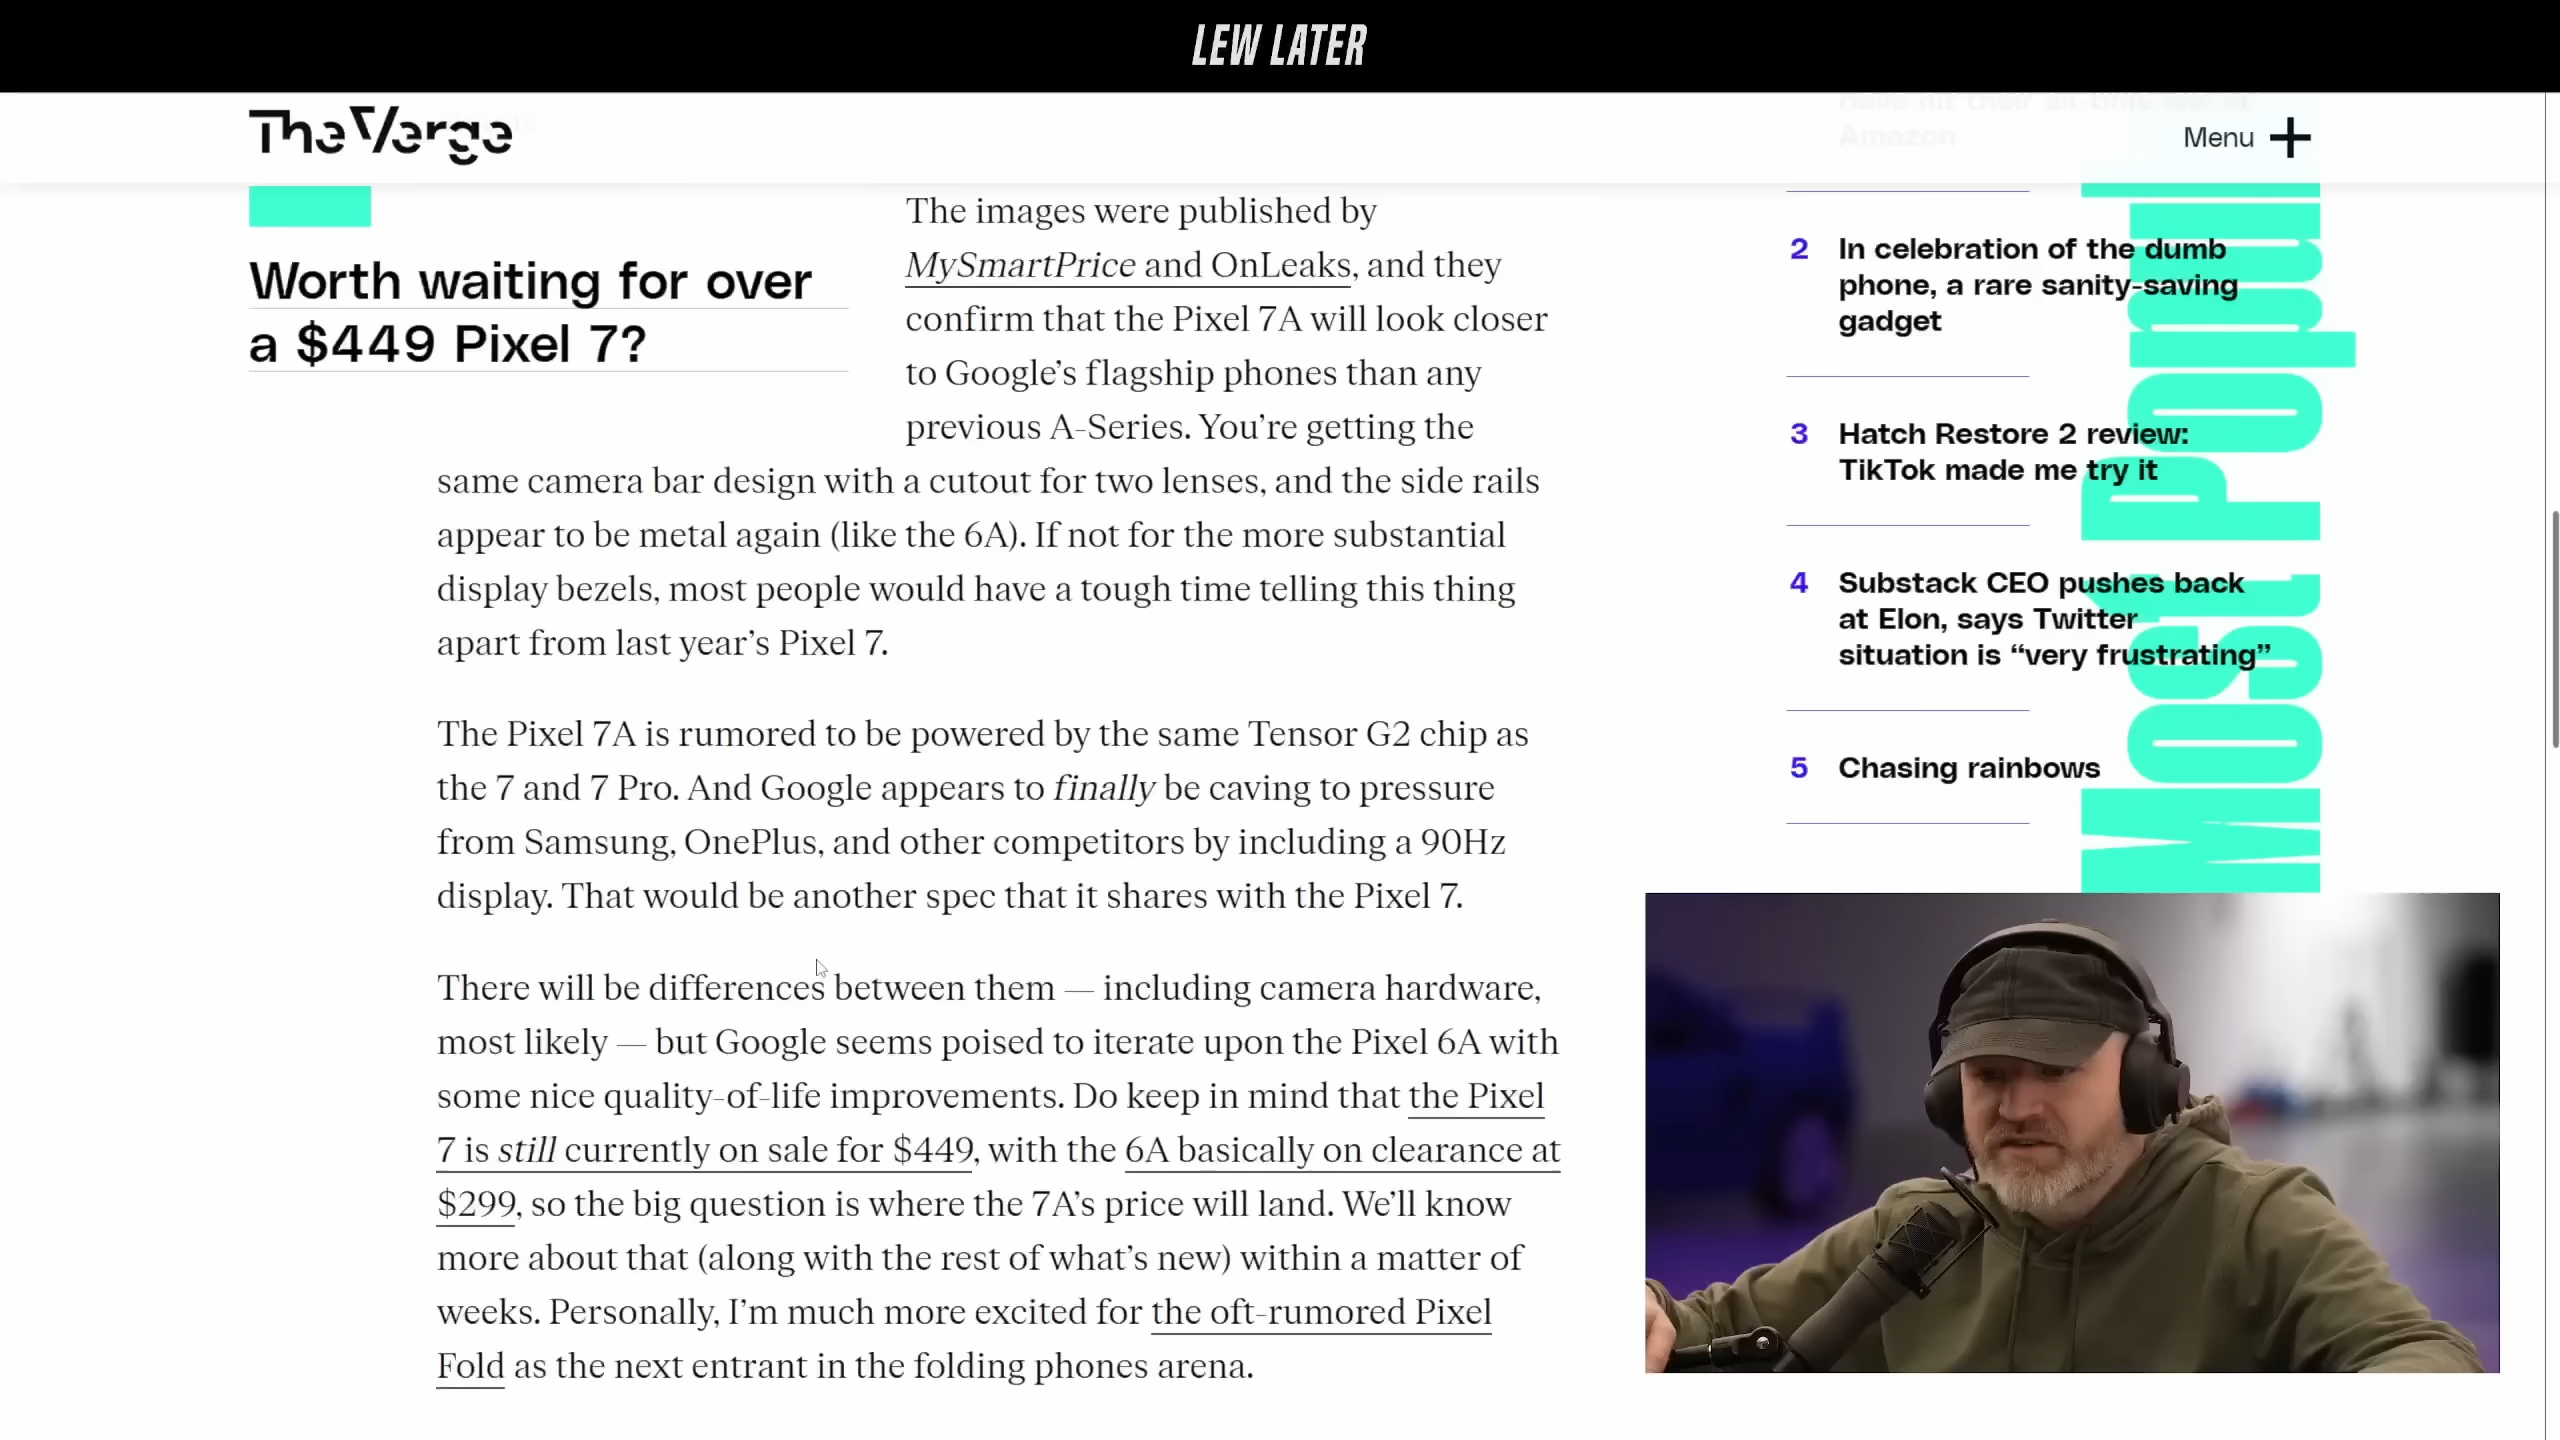 LEW LATER
The Verge
Menu
Amazon
Worth waiting for over
a $449 Pixel 7?
The images were published by
MySmartPrice and OnLeaks, and they
confirm that the Pixel 7A will look closer
to Google’s flagship phones than any
previous A-Series. You’re getting the
same camera bar design with a cutout for two lenses, and the side rails
appear to be metal again (like the 6A). If not for the more substantial
display bezels, most people would have a tough time telling this thing
apart from last year’s Pixel 7.
The Pixel 7A is rumored to be powered by the same Tensor G2 chip as
the 7 and 7 Pro. And Google appears to finally be caving to pressure
from Samsung, OnePlus, and other competitors by including a 90Hz
display. That would be another spec that it shares with the Pixel 7.
There will be differences between them — including camera hardware,
most likely — but Google seems poised to iterate upon the Pixel 6A with
some nice quality-of-life improvements. Do keep in mind that the Pixel
7 is still currently on sale for $449, with the 6A basically on clearance at
$299, so the big question is where the 7A’s price will land. We’ll know
more about that (along with the rest of what’s new) within a matter of
weeks. Personally, I’m much more excited for the oft-rumored Pixel
Fold as the next entrant in the folding phones arena.
2 In celebration of the dumb
phone, a rare sanity-saving
gadget
3 Hatch Restore 2 review:
TikTok made me try it
4 Substack CEO pushes back
at Elon, says Twitter
situation is “very frustrating”
5 Chasing rainbows
Most Popul